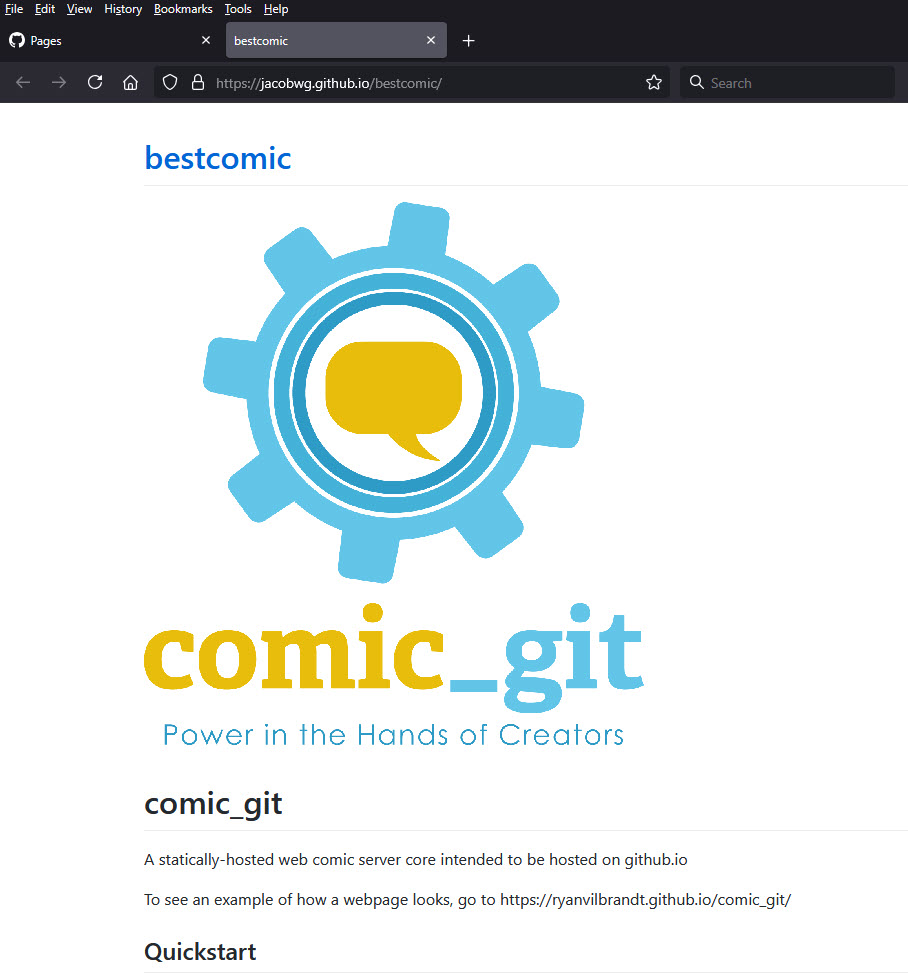 File Edit View History Bookmarks Tools Help
Pages
bestcomic
https://jacobwg.github.io/bestcomic/
Search
bestcomic
comic_git
Power in the Hands of Creators
comic_git
A statically-hosted web comic server core intended to be hosted on github.io
To see an example of how a webpage looks, go to https://ryanvilbrandt.github.io/comic_git/
Quickstart